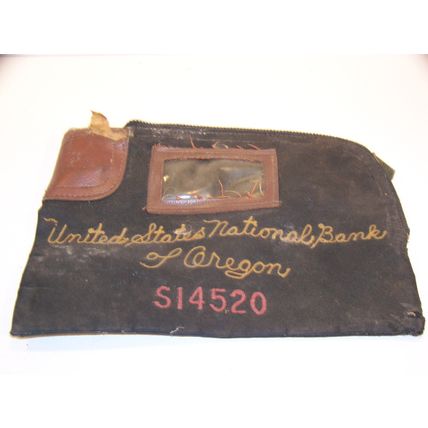 United States National Bank
of Oregon
S14520